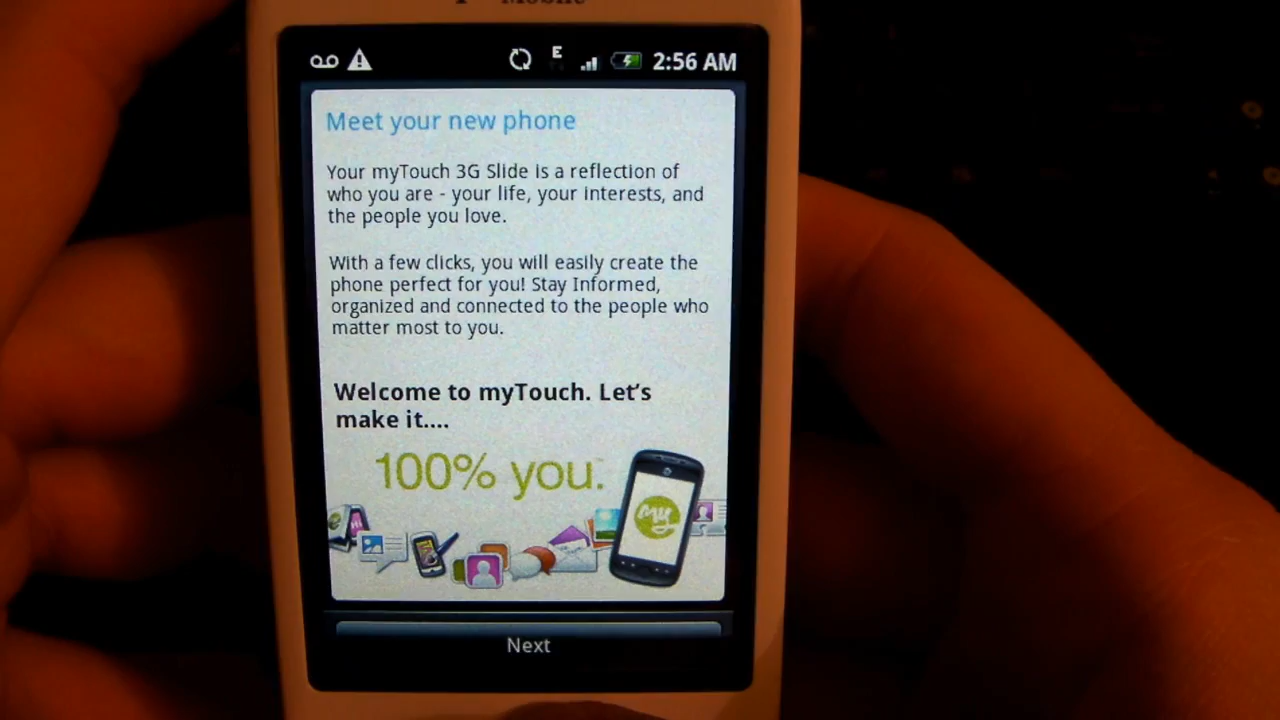 Mobile
E
2:56 AM
Meet your new phone
Your myTouch 3G Slide is a reflection of
who you are - your life, your interests, and
the people you love.
With a few clicks, you will easily create the
phone perfect for you! Stay Informed,
organized and connected to the people who
matter most to you.
Welcome to myTouch. Let's
make it....
100% you.
my
Next